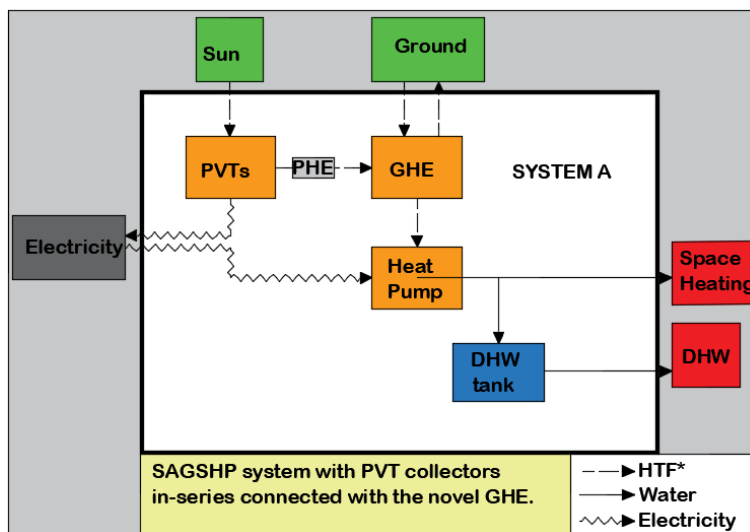 Sun
Ground
PVTs
PHE
GHE
SYSTEM A
Electricity
Heat
Pump
Space
Heating
DHW
tank
DHW
SAGSHP system with PVT collectors
in-series connected with the novel GHE.
HTF*
Water
Electricity